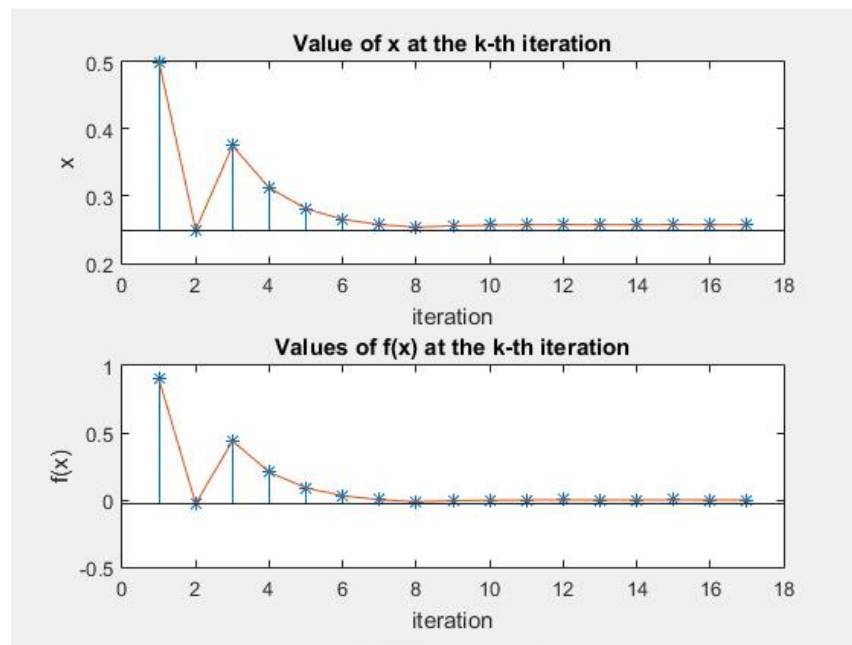 Value of x at the k-th iteration
0.5
0.4
0.3
0.2
x
0 2 4 6 8 10 12 14 16 18
iteration
Values of f(x) at the k-th iteration
1
0.5
0
-0.5
f(x)
0 2 4 6 8 10 12 14 16 18
iteration